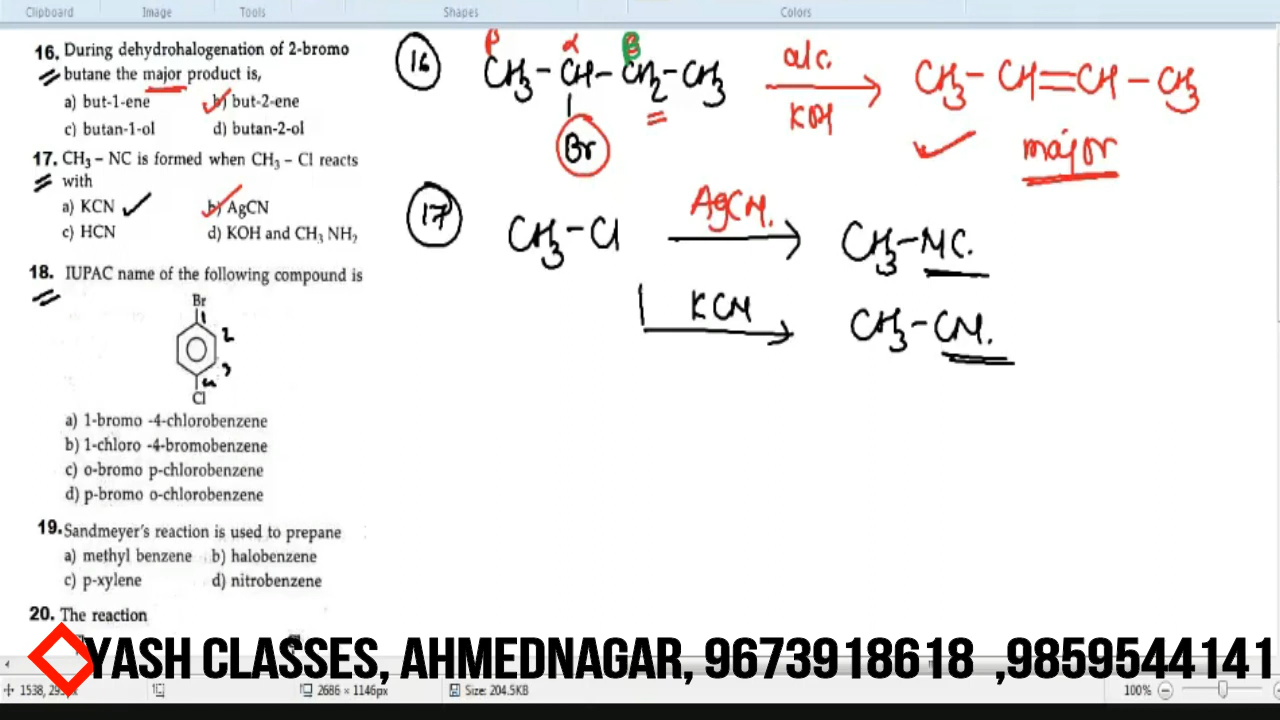 Clipboard Image Tools Shapes Colors
16. During dehydrohalogenation of 2-bromo
butane the major product is,
a) but-1-ene b) but-2-ene
c) butan-1-ol d) butan-2-ol
17. CH3 – NC is formed when CH3 – Cl reacts
with
a) KCN b) AgCN
c) HCN d) KOH and CH3 NH2
18. IUPAC name of the following compound is
Br
1
2
3
4
Cl
a) 1-bromo -4-chlorobenzene
b) 1-chloro -4-bromobenzene
c) o-bromo p-chlorobenzene
d) p-bromo o-chlorobenzene
19. Sandmeyer's reaction is used to prepane
a) methyl benzene b) halobenzene
c) p-xylene d) nitrobenzene
20. The reaction
16
β α β
CH3 – CH – CH2 – CH3
Br
alc.
KOH
CH3 – CH = CH – CH3
major
17
CH3 – Cl
AgCN.
CH3 – NC.
KCN
CH3 – CN.
YASH CLASSES, AHMEDNAGAR, 9673918618 ,9859544141
2686 × 1146px Size: 204.5KB 100%